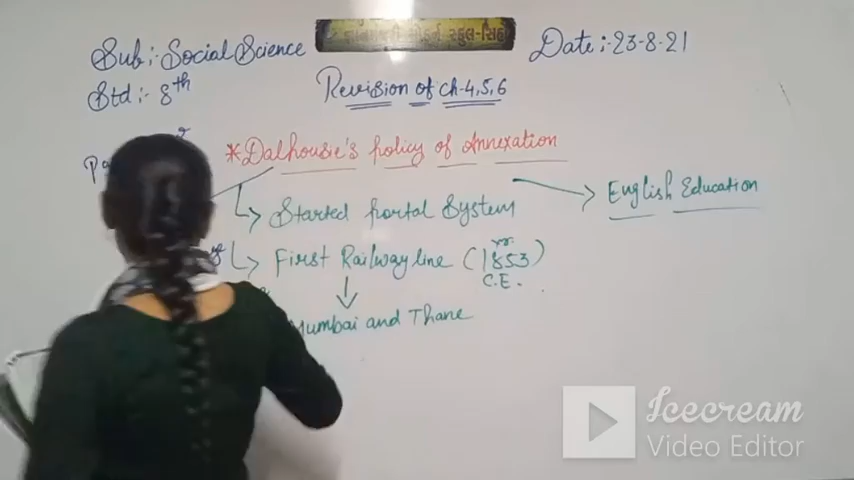 Sub:- Social Science
Date:-23-8-21
Std:- 8th
Revision of ch-4,5,6
*Dalhousie's policy of Annexation
English Education
Started portal System
First Railway line (1853)
yr.
C.E.
Mumbai and Thane
Icecream
Video Editor